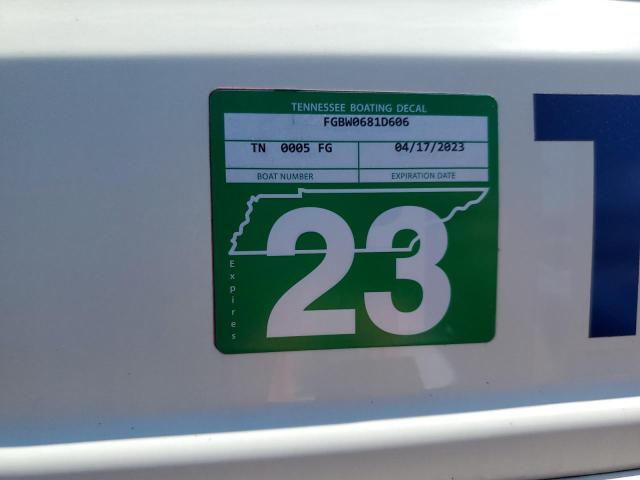 TENNESSEE BOATING DECAL
FGBW0681D606
TN 0005 FG 04/17/2023
BOAT NUMBER EXPIRATION DATE
23
Expires
T